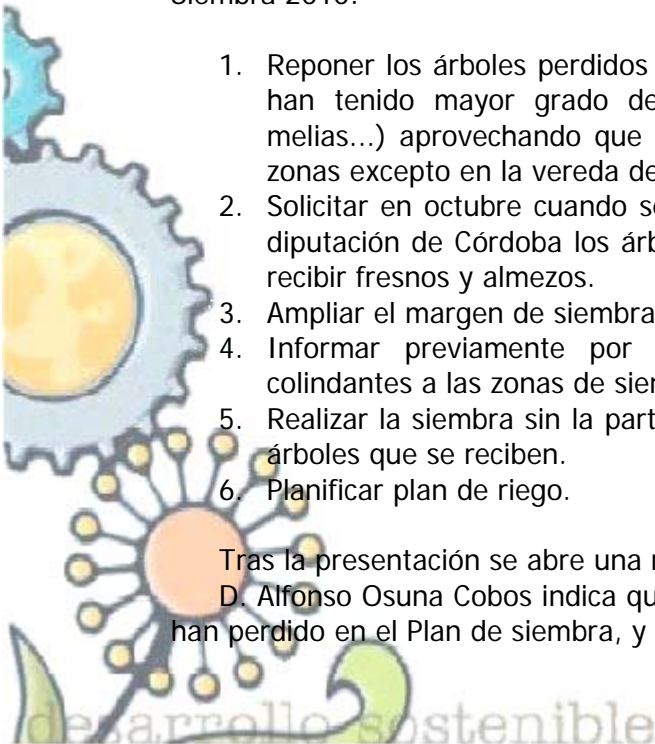 Siembra 2010:
1. Reponer los árboles perdidos
han tenido mayor grado de
melias...) aprovechando que
zonas excepto en la vereda de
2. Solicitar en octubre cuando s
diputación de Córdoba los árb
recibir fresnos y almezos.
3. Ampliar el margen de siembra
4. Informar previamente por
colindantes a las zonas de sie
5. Realizar la siembra sin la part
árboles que se reciben.
6. Planificar plan de riego.
Tras la presentación se abre una r
D. Alfonso Osuna Cobos indica qu
han perdido en el Plan de siembra, y
desarrollo sostenible